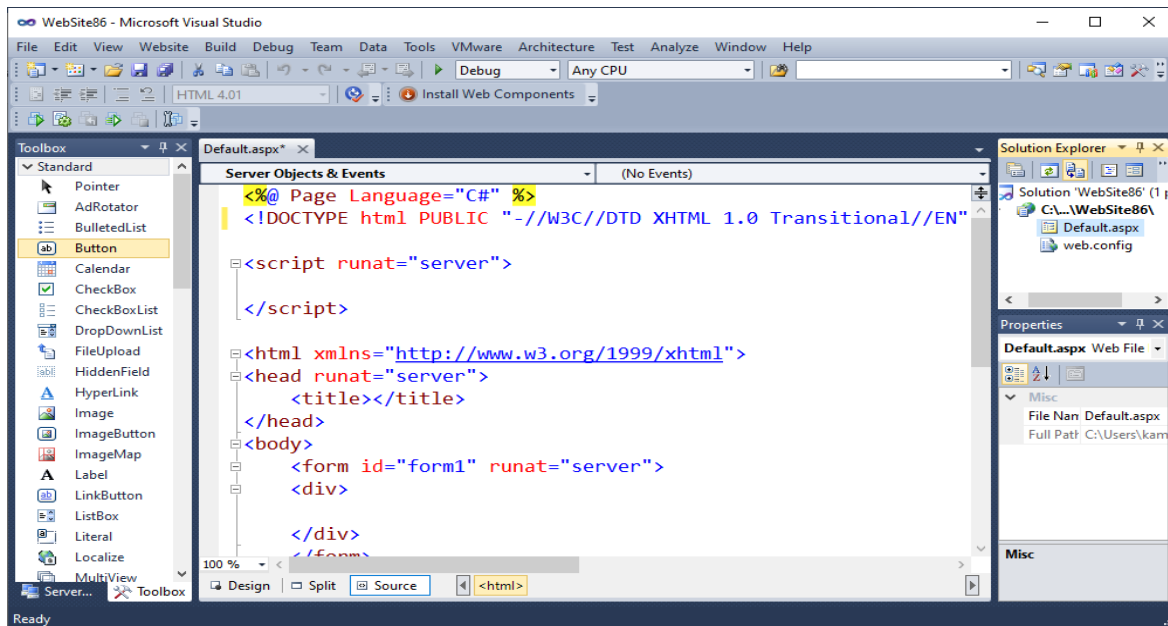 WebSite86 - Microsoft Visual Studio
File Edit View Website Build Debug Team Data Tools VMware Architecture Test Analyze Window Help
Debug Any CPU
HTML 4.01 Install Web Components
Toolbox
Standard
Pointer
AdRotator
BulletedList
Button
Calendar
CheckBox
CheckBoxList
DropDownList
FileUpload
HiddenField
HyperLink
Image
ImageButton
ImageMap
Label
LinkButton
ListBox
Literal
Localize
MultiView
Server... Toolbox
Default.aspx*
Server Objects & Events (No Events)
<%@ Page Language="C#" %>
<!DOCTYPE html PUBLIC "-//W3C//DTD XHTML 1.0 Transitional//EN"
<script runat="server">
</script>
<html xmlns="http://www.w3.org/1999/xhtml">
<head runat="server">
<title></title>
</head>
<body>
<form id="form1" runat="server">
<div>
</div>
</form>
100 %
Design Split Source <html>
Solution Explorer
Solution 'WebSite86' (1 p
C:\...\WebSite86\
Default.aspx
web.config
Properties
Default.aspx Web File
Misc
File Nan Default.aspx
Full Path C:\Users\kam
Misc
Ready